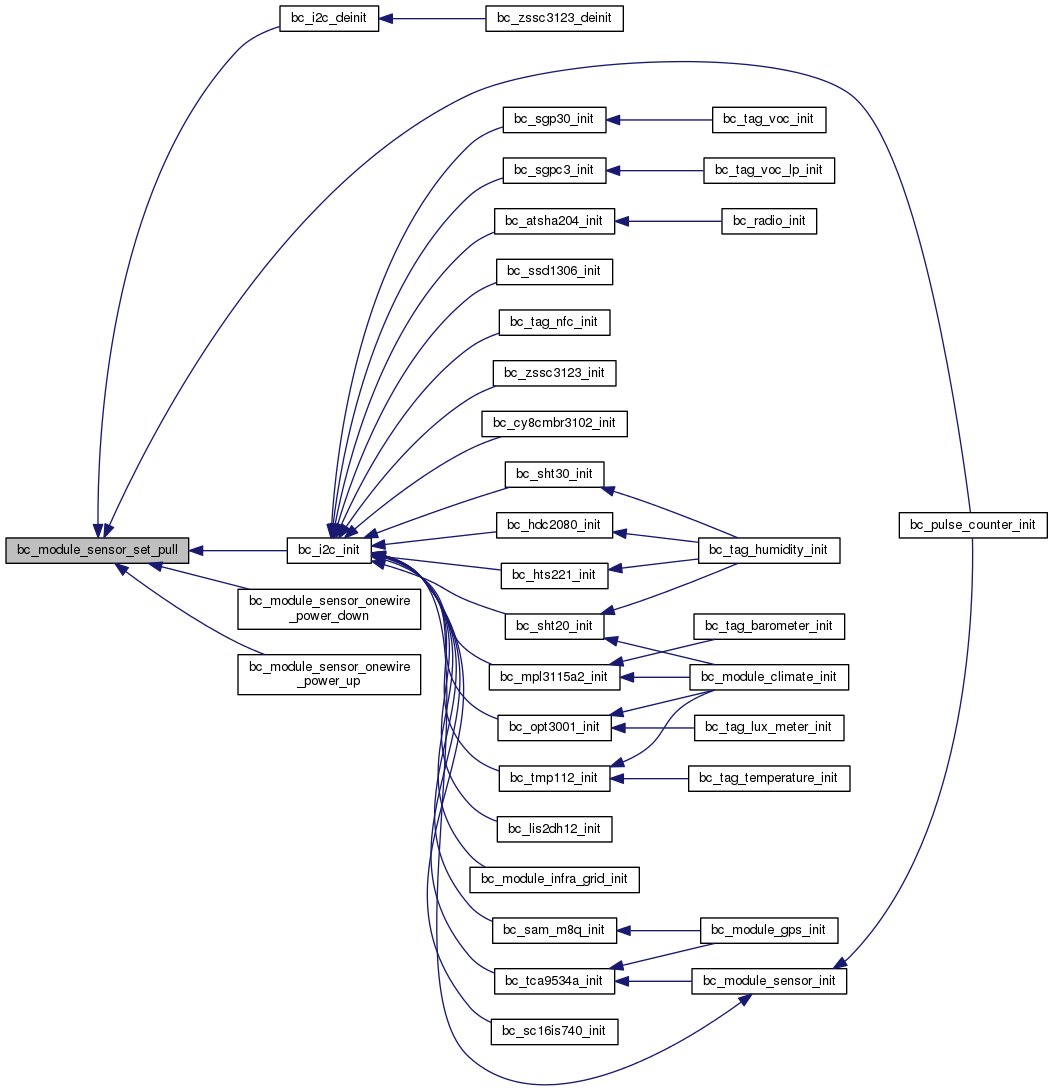 bc_i2c_deinit
bc_zssc3123_deinit
bc_sgp30_init
bc_tag_voc_init
bc_sgpc3_init
bc_tag_voc_lp_init
bc_atsha204_init
bc_radio_init
bc_ssd1306_init
bc_tag_nfc_init
bc_zssc3123_init
bc_cy8cmbr3102_init
bc_sht30_init
bc_hdc2080_init
bc_pulse_counter_init
bc_module_sensor_set_pull
bc_i2c_init
bc_tag_humidity_init
bc_hts221_init
bc_module_sensor_onewire
_power_down
bc_sht20_init
bc_tag_barometer_init
bc_module_sensor_onewire
_power_up
bc_mpl3115a2_init
bc_module_climate_init
bc_opt3001_init
bc_tag_lux_meter_init
bc_tmp112_init
bc_tag_temperature_init
bc_lis2dh12_init
bc_module_infra_grid_init
bc_sam_m8q_init
bc_module_gps_init
bc_tca9534a_init
bc_module_sensor_init
bc_sc16is740_init